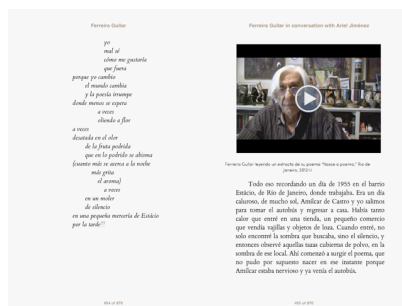 Ferreira Gullar
yo
mal sé
cómo me gustaría
que fuera
porque yo cambio
el mundo cambia
y la poesía irrumpe
donde menos se espera
a veces
oliendo a flor
a veces
desatada en el olor
de la fruta podrida
que en lo podrido se abisma
(cuanto más se acerca a la noche
más grita
el aroma)
a veces
en un moler
de silencio
en una pequeña mercería de Estácio
por la tarde
Ferreira Gullar in conversation with Ariel Jiménez
Ferreira Gullar leyendo un extracto de su poema "Nasce o poema," Rio de
Janeiro,
Todo eso recordando un día de 1955 en el barrio
Estácio, de Río de Janeiro, donde trabajaba. Era un día
caluroso, de mucho sol. Amílcar de Castro y yo salimos
para tomar el autobús y regresar a casa. Había tanto
calor que entré en una tienda, un pequeño comercio
que vendía vajillas y objetos de loza. Cuando entré, no
solo encontré la sombra que buscaba, sino el silencio, y
entonces observé aquellas tazas cubiertas de polvo, en la
sombra de ese local. Ahí comenzó a surgir el poema, que
no pudo por supuesto nacer en ese instante porque
Amílcar estaba nervioso y ya venía el autobús.